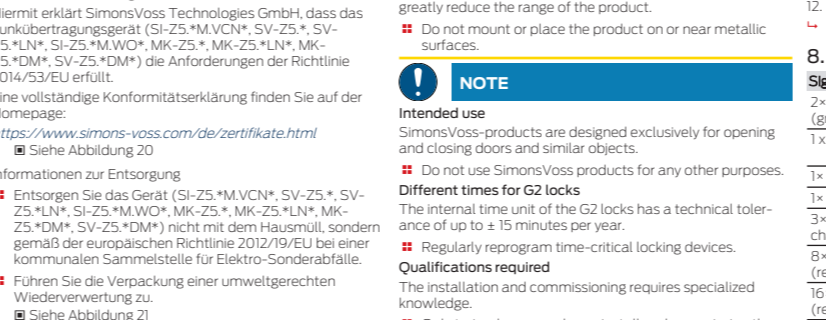 Hiermit erklärt SimonsVoss Technologies GmbH, dass das
Funkübertragungsgerät (SI-Z5.*M.VCN*, SV-Z5.*, SV-
Z5.*LN*, SI-Z5.*M.WO*, MK-Z5.*, MK-Z5.*LN*, MK-
Z5.*DM*, SV-Z5.*DM*) die Anforderungen der Richtlinie
2014/53/EU erfüllt.
Eine vollständige Konformitätserklärung finden Sie auf der
Homepage:
https://www.simons-voss.com/de/zertifikate.html
▣ Siehe Abbildung 20
Informationen zur Entsorgung
Entsorgen Sie das Gerät (SI-Z5.*M.VCN*, SV-Z5.*, SV-
Z5.*LN*, SI-Z5.*M.WO*, MK-Z5.*, MK-Z5.*LN*, MK-
Z5.*DM*, SV-Z5.*DM*) nicht mit dem Hausmüll, sondern
gemäß der europäischen Richtlinie 2012/19/EU bei einer
kommunalen Sammelstelle für Elektro-Sonderabfälle.
Führen Sie die Verpackung einer umweltgerechten
Wiederverwertung zu.
▣ Siehe Abbildung 21
greatly reduce the range of the product.
Do not mount or place the product on or near metallic
surfaces.
NOTE
Intended use
SimonsVoss-products are designed exclusively for opening
and closing doors and similar objects.
Do not use SimonsVoss products for any other purposes.
Different times for G2 locks
The internal time unit of the G2 locks has a technical toler-
ance of up to ± 15 minutes per year.
Regularly reprogram time-critical locking devices.
Qualifications required
The installation and commissioning requires specialized
knowledge.
12.
8.
2×
1 x
1×
1×
3×
8×
16